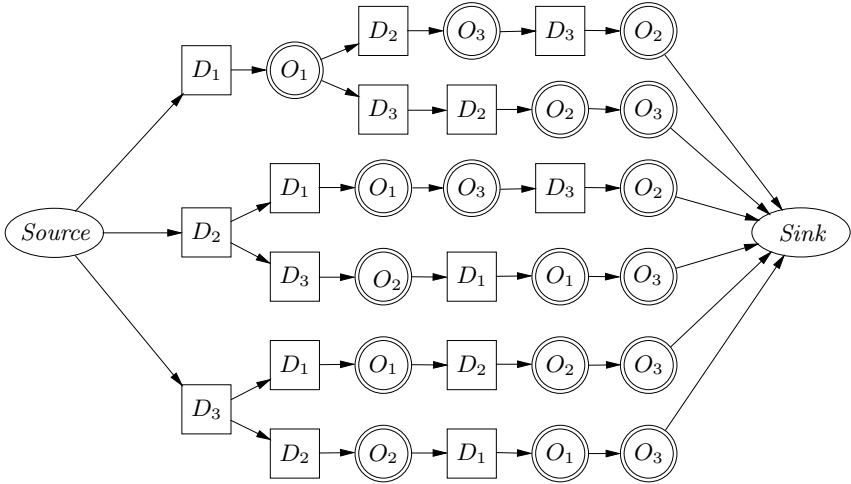 D₂ O₃ D₃ O₂
D₁ O₁
D₃ D₂ O₂ O₃
D₁ O₁ O₃ D₃ O₂
Source D₂ Sink
D₃ O₂ D₁ O₁ O₃
D₁ O₁ D₂ O₂ O₃
D₃
D₂ O₂ D₁ O₁ O₃